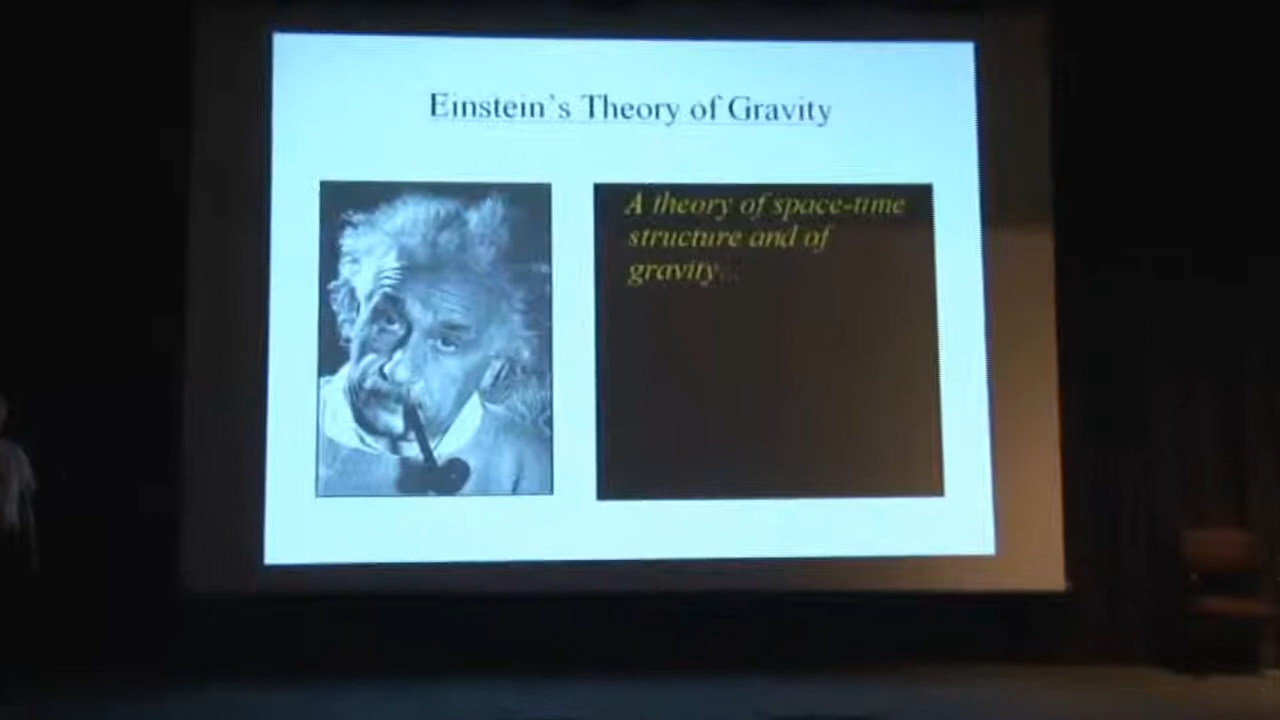 Einstein's Theory of Gravity
A theory of space-time
structure and of
gravity